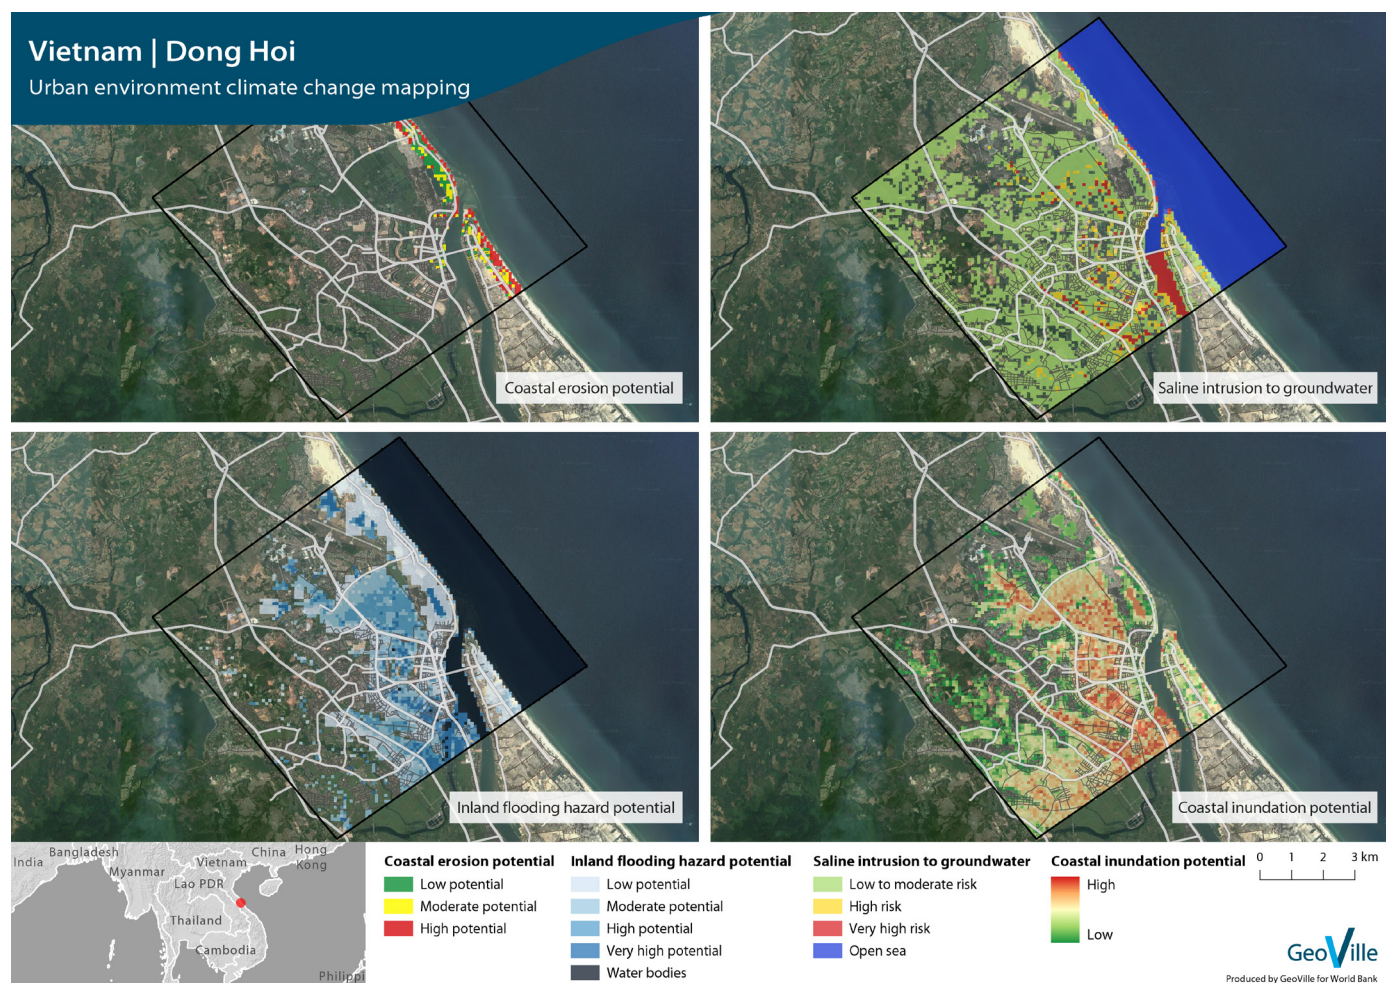 Vietnam | Dong Hoi
Urban environment climate change mapping
Coastal erosion potential
Saline intrusion to groundwater
Inland flooding hazard potential
Coastal inundation potential
India
Bangladesh
Myanmar
Vietnam
China
Hong
Kong
Lao PDR
Thailand
Cambodia
Philippi
Coastal erosion potential
Low potential
Moderate potential
High potential
Inland flooding hazard potential
Low potential
Moderate potential
High potential
Very high potential
Water bodies
Saline intrusion to groundwater
Low to moderate risk
High risk
Very high risk
Open sea
Coastal inundation potential
High
Low
0 1 2 3 km
GeoVille
Produced by GeoVille for World Bank